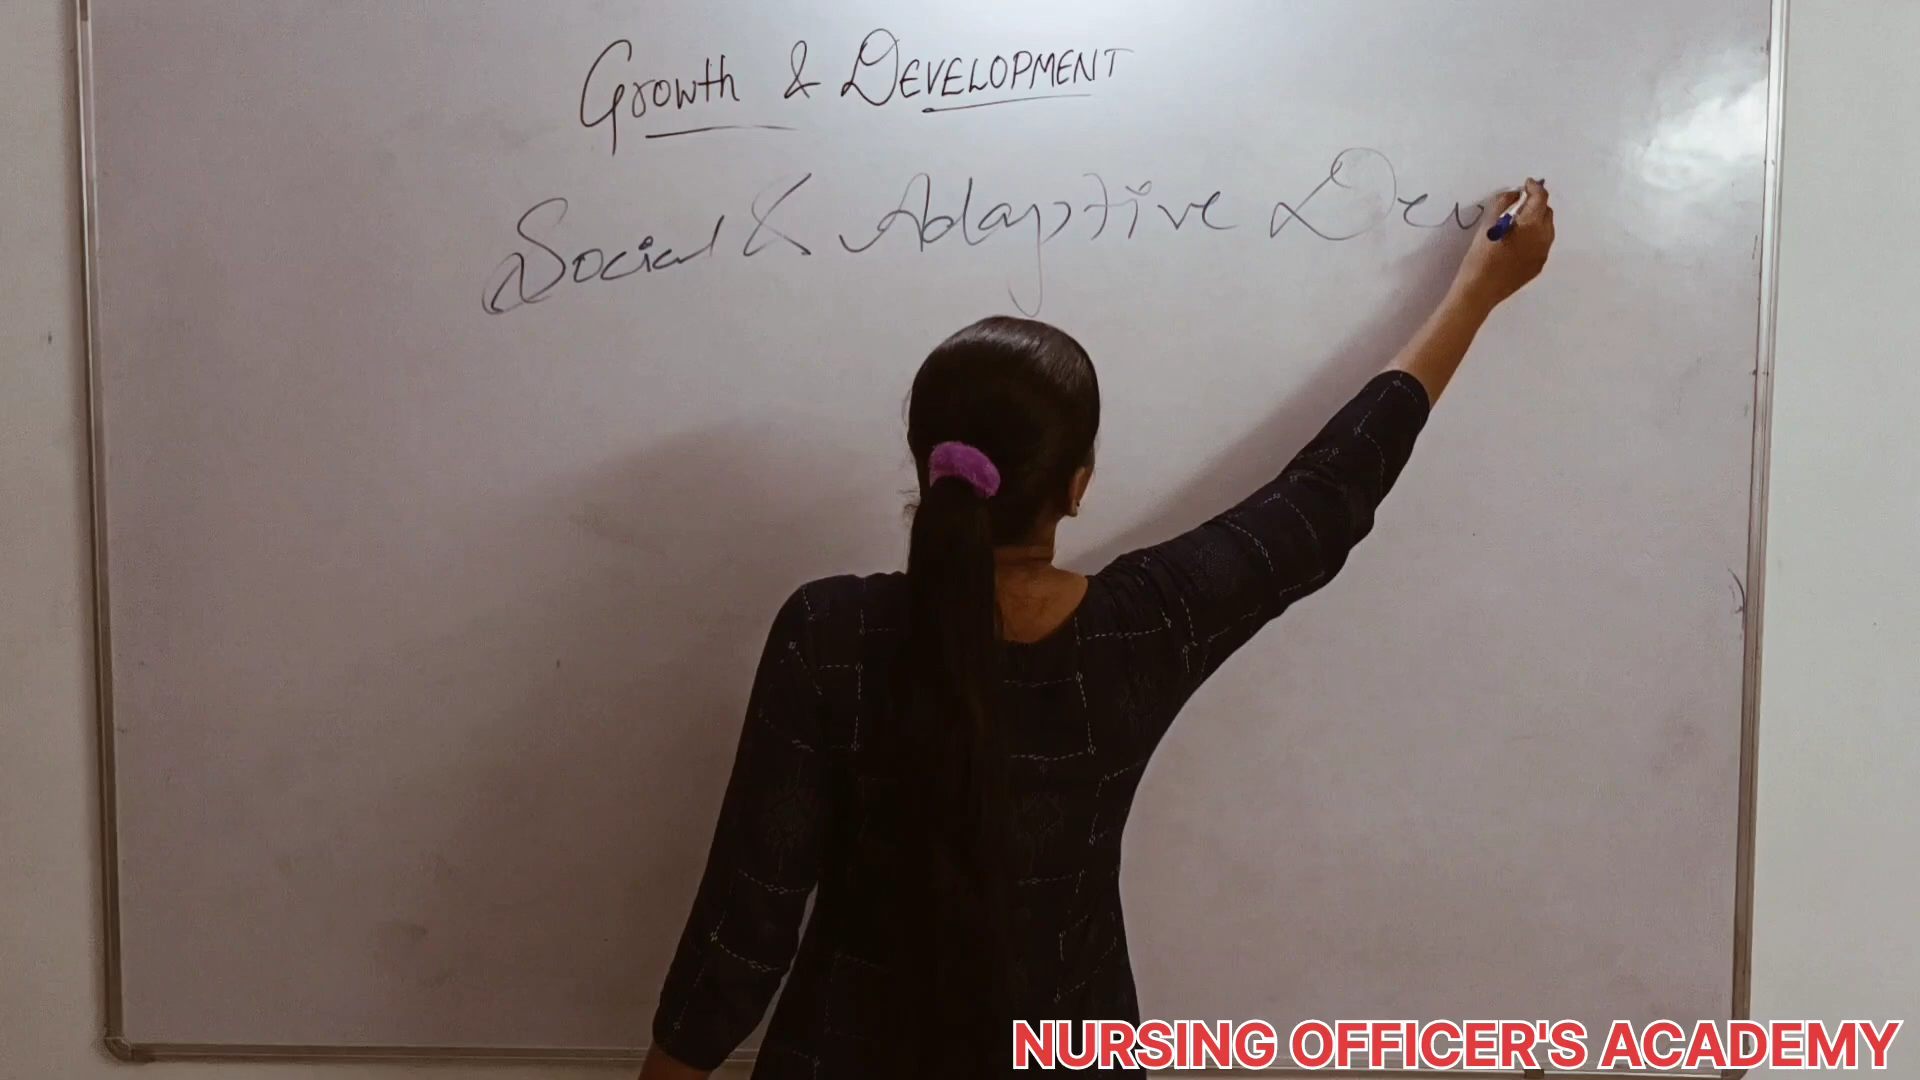 Growth & DEVELOPMENT
Social & Adaptive Dev
NURSING OFFICER'S ACADEMY